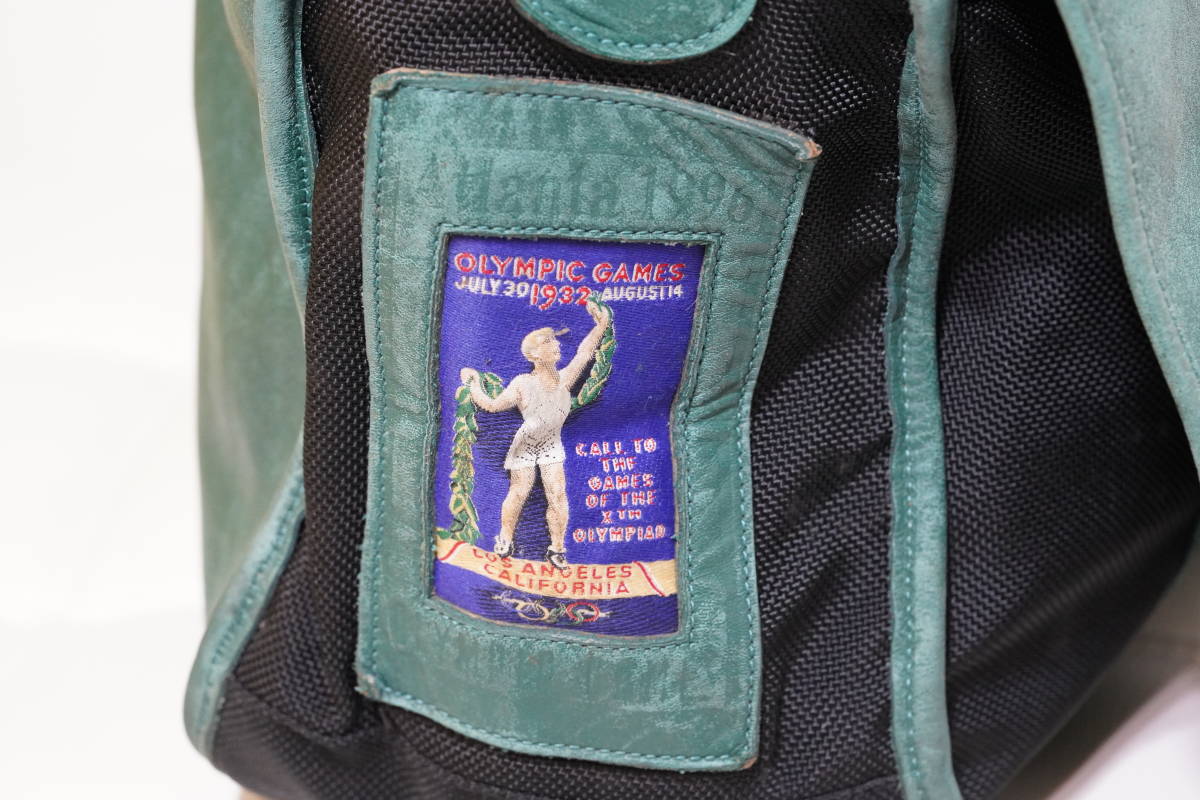 Atlanta 1996
OLYMPIC GAMES
JULY 30 1932 AUGUST 14
CALL TO
THE
GAMES
OF THE
XTH
OLYMPIAD
LOS ANGELES
CALIFORNIA